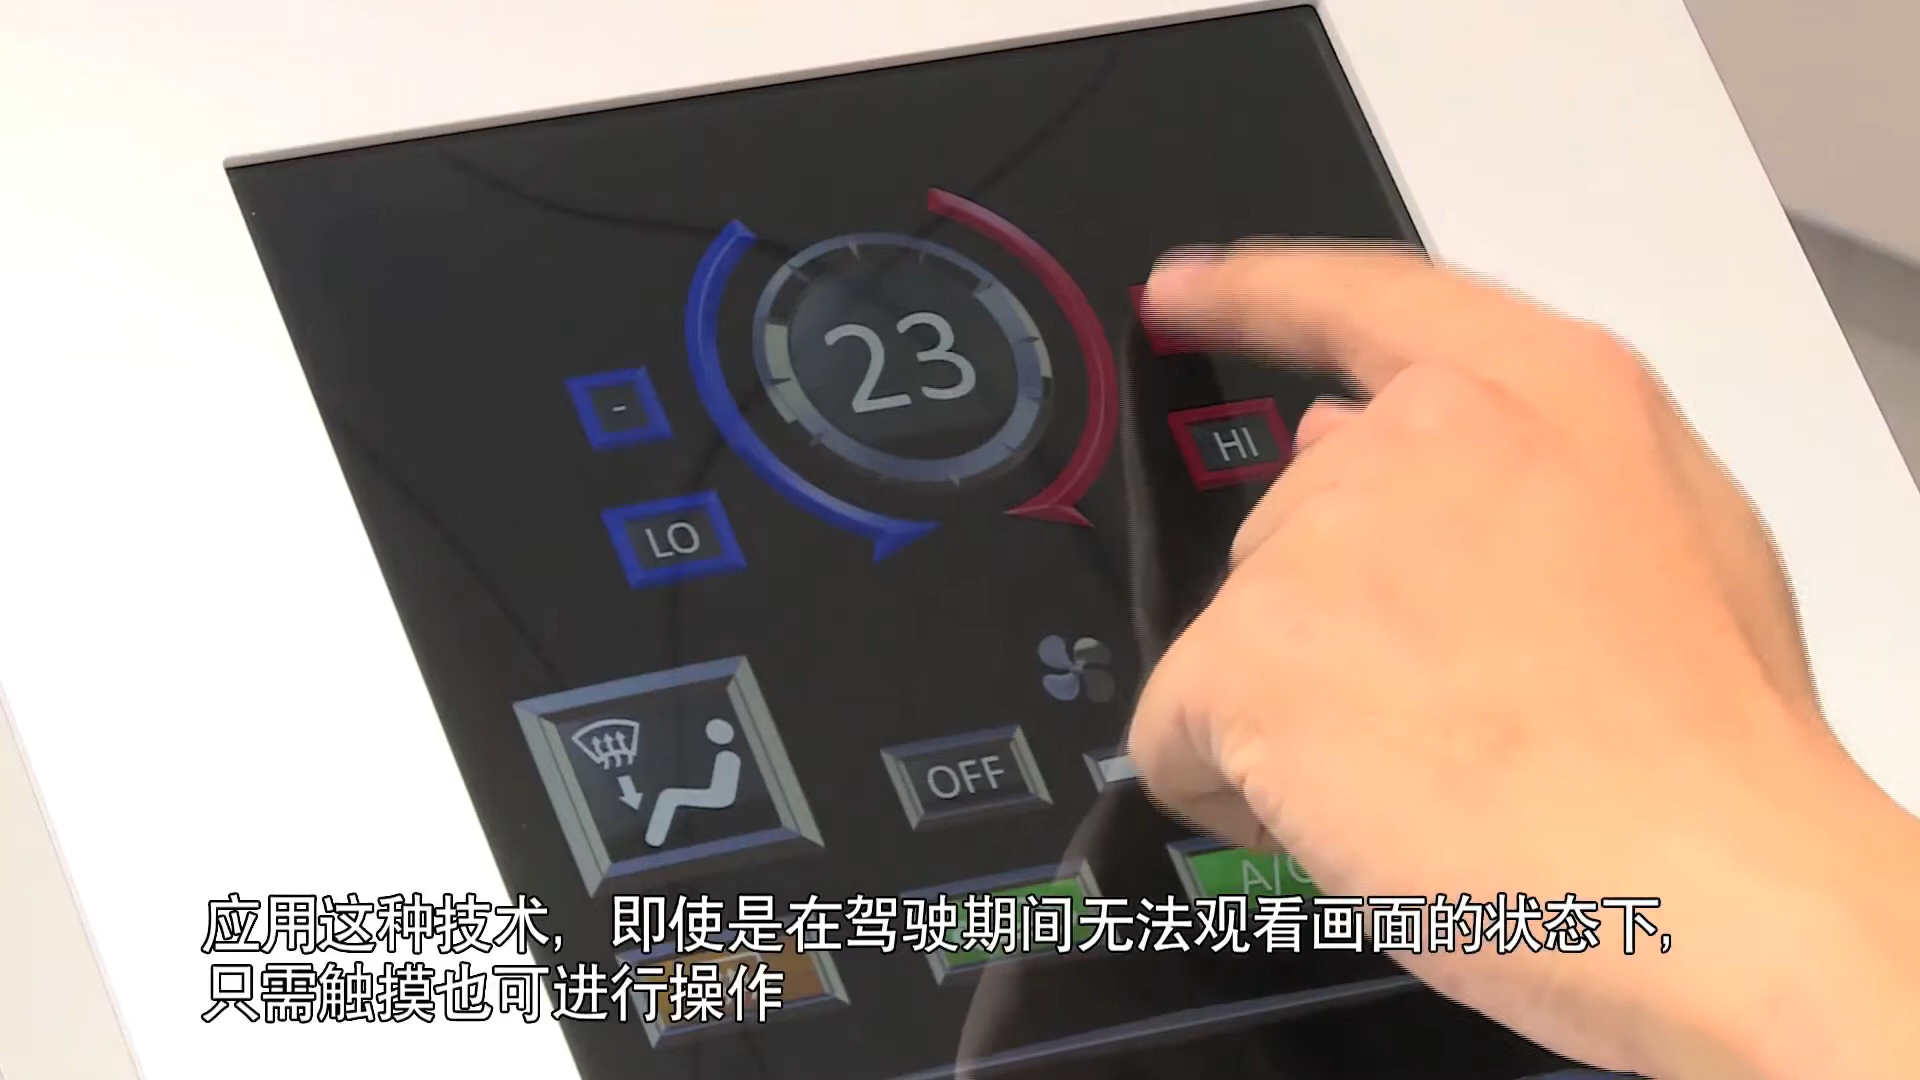 23
-
HI
LO
OFF
A/C
应用这种技术, 即使是在驾驶期间无法观看画面的状态下,
只需触摸也可进行操作